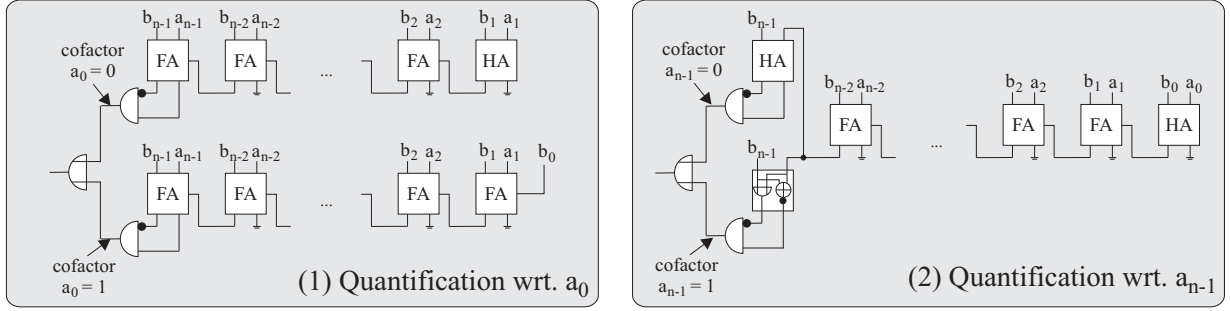 b_{n-1} a_{n-1} b_{n-2} a_{n-2} b_2 a_2 b_1 a_1
cofactor
a_0 = 0
FA FA ... FA HA
b_{n-1} a_{n-1} b_{n-2} a_{n-2} b_2 a_2 b_1 a_1 b_0
FA FA ... FA FA
cofactor
a_0 = 1
(1) Quantification wrt. a_0
b_{n-1}
cofactor
a_{n-1} = 0
HA
b_{n-2} a_{n-2} b_2 a_2 b_1 a_1 b_0 a_0
FA ... FA FA HA
b_{n-1}
cofactor
a_{n-1} = 1
(2) Quantification wrt. a_{n-1}